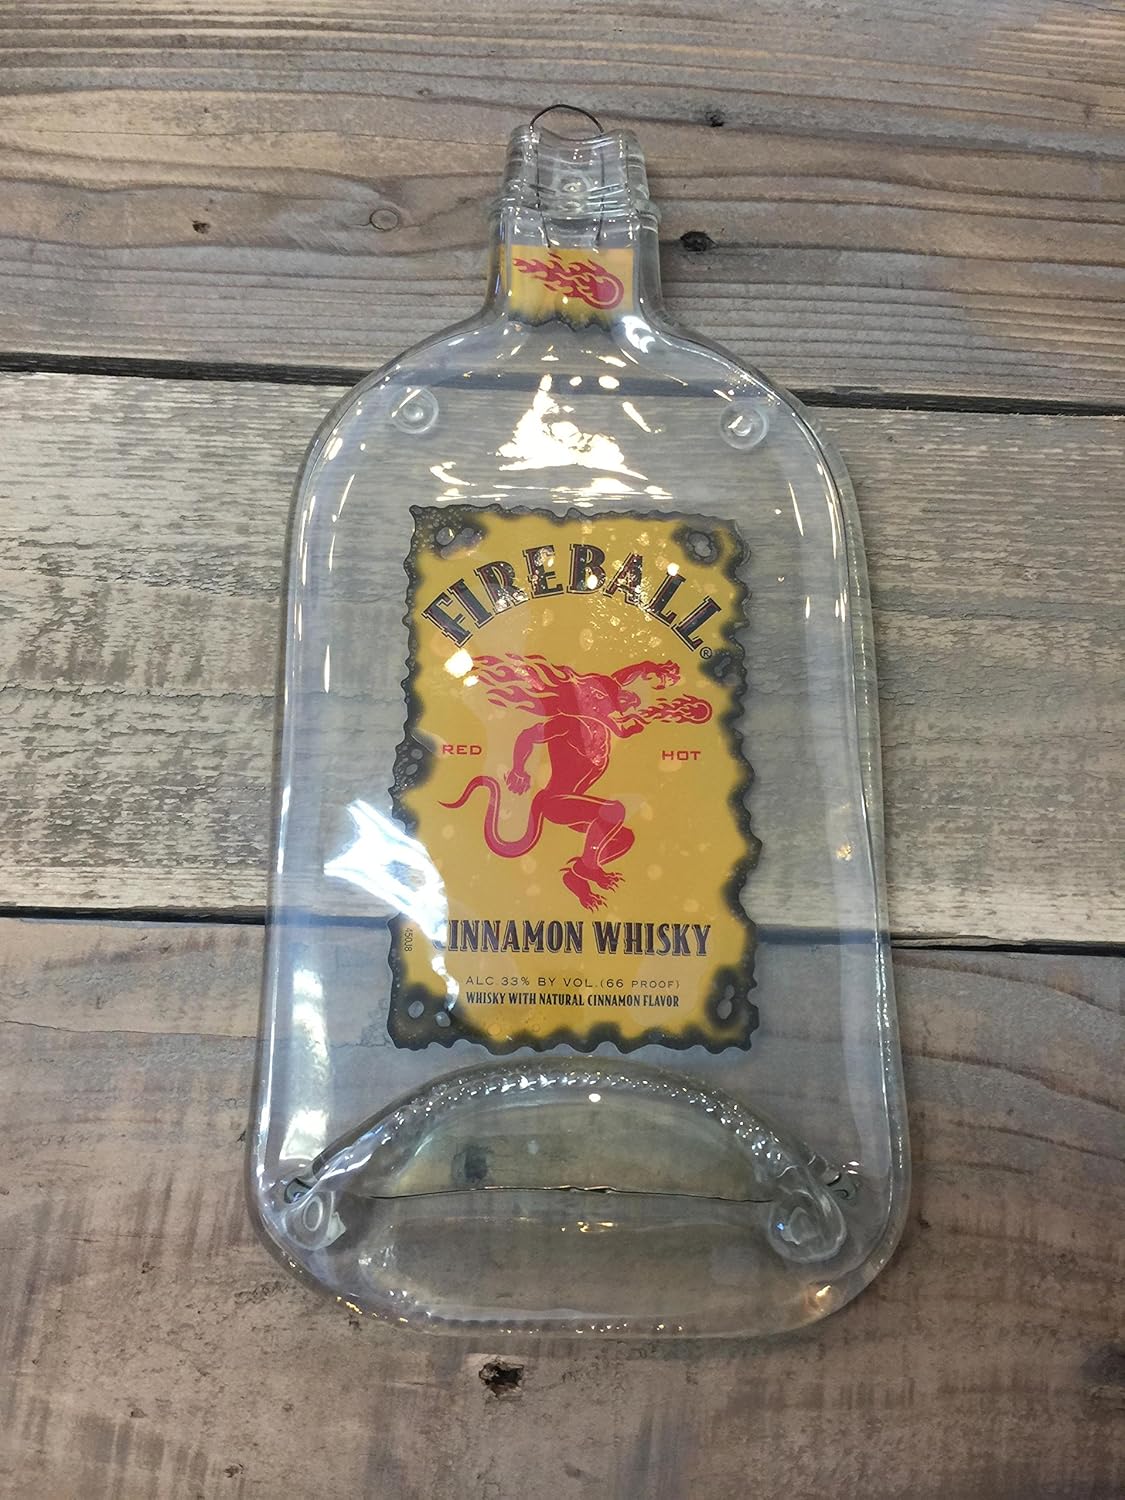 FIREBALL®
RED HOT
CINNAMON WHISKY
ALC. 33% BY VOL. (66 PROOF)
WHISKY WITH NATURAL CINNAMON FLAVOR